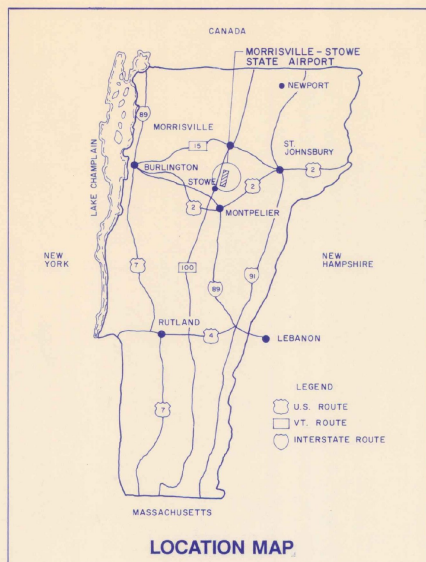 CANADA
MORRISVILLE – STOWE
STATE AIRPORT
NEWPORT
89
MORRISVILLE
15
ST.
JOHNSBURY
LAKE CHAMPLAIN
BURLINGTON
STOWE
2
2
2
MONTPELIER
NEW
YORK
7
100
89
91
NEW
HAMPSHIRE
RUTLAND
4
LEBANON
7
LEGEND
U.S. ROUTE
VT. ROUTE
INTERSTATE ROUTE
MASSACHUSETTS
LOCATION MAP